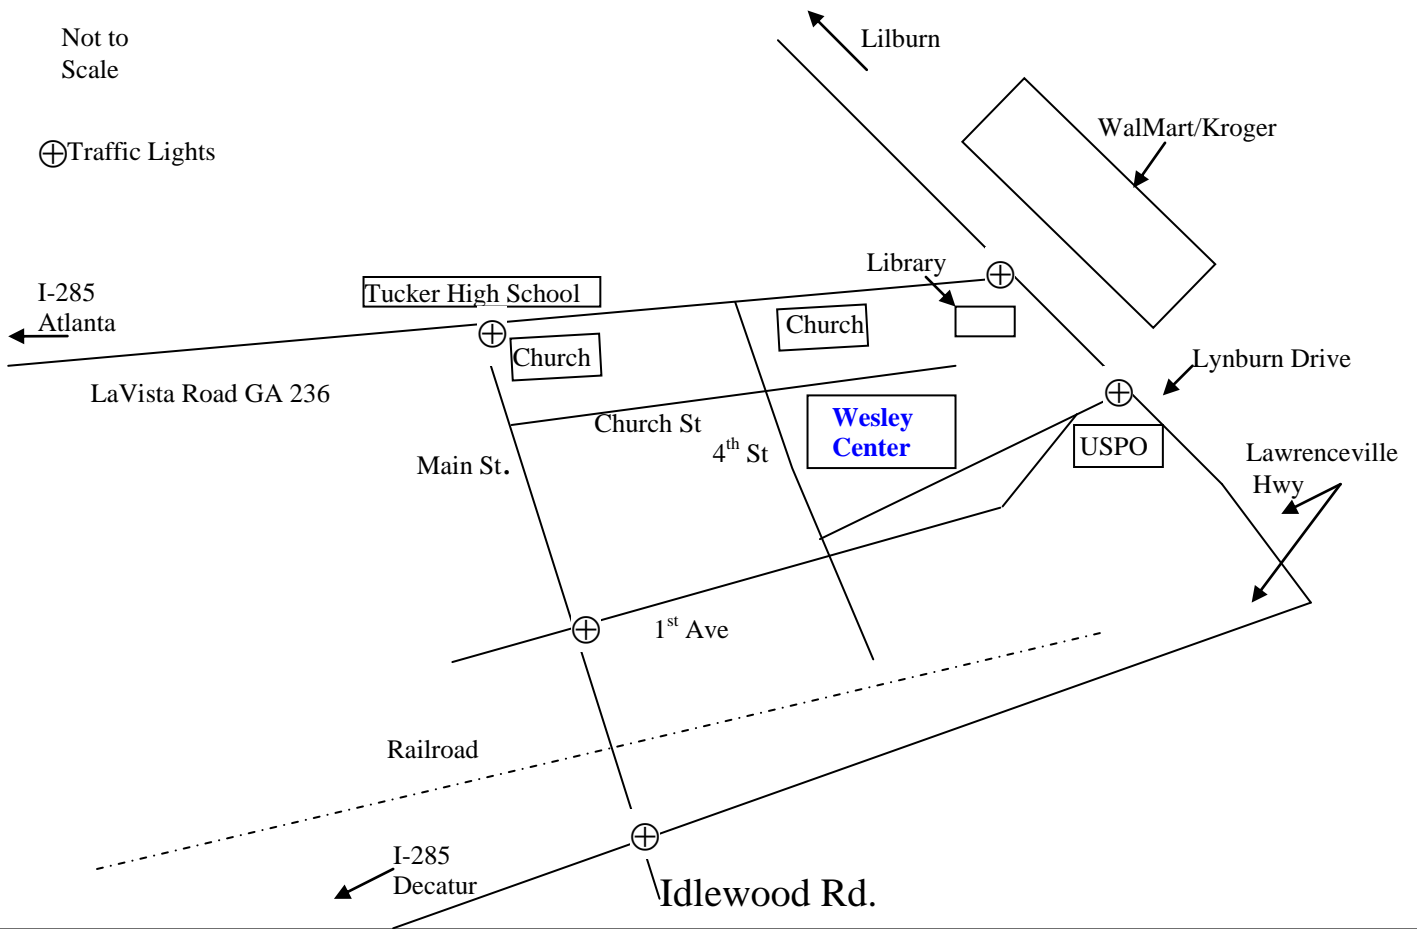 Not to
Scale
Lilburn
WalMart/Kroger
Traffic Lights
Library
I-285
Atlanta
Tucker High School
Church
Church
Lynburn Drive
LaVista Road GA 236
Church St
Wesley
Center
4th St
USPO
Main St.
Lawrenceville
Hwy
1st Ave
Railroad
I-285
Decatur
Idlewood Rd.